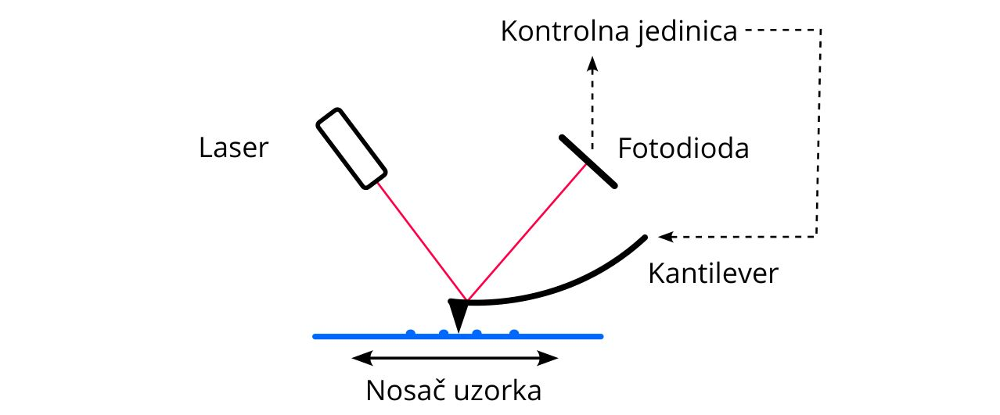 Kontrolna jedinica
Laser
Fotodioda
Kantilever
Nosač uzorka